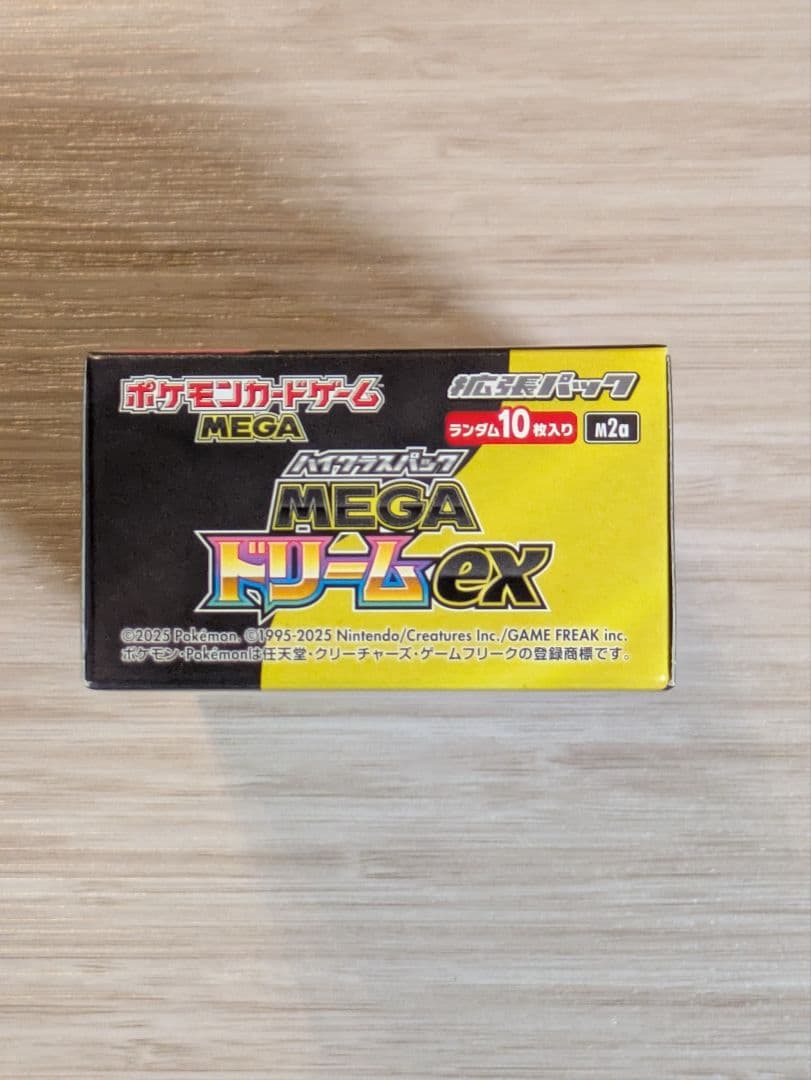 ポケモンカードゲーム
MEGA
拡張パック
ランダム10枚入り M2a
ハイクラスパック
MEGA
ドリームex
©2025 Pokémon. ©1995-2025 Nintendo/Creatures Inc./GAME FREAK inc.
ポケモン・Pokémonは任天堂・クリーチャーズ・ゲームフリークの登録商標です。